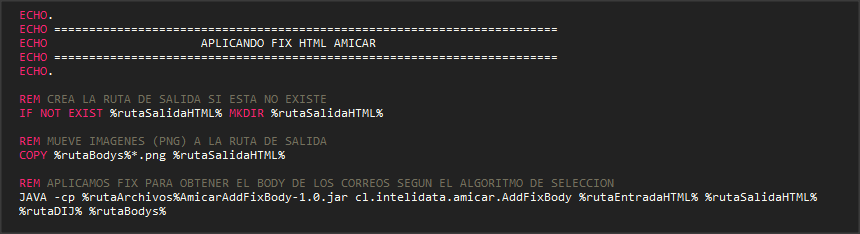 ECHO.
ECHO ========================================================================
ECHO                      APLICANDO FIX HTML AMICAR
ECHO ========================================================================
ECHO.

REM CREA LA RUTA DE SALIDA SI ESTA NO EXISTE
IF NOT EXIST %rutaSalidaHTML% MKDIR %rutaSalidaHTML%

REM MUEVE IMAGENES (PNG) A LA RUTA DE SALIDA
COPY %rutaBodys%*.png %rutaSalidaHTML%

REM APLICAMOS FIX PARA OBTENER EL BODY DE LOS CORREOS SEGUN EL ALGORITMO DE SELECCION
JAVA -cp %rutaArchivos%AmicarAddFixBody-1.0.jar cl.intelidata.amicar.AddFixBody %rutaEntradaHTML% %rutaSalidaHTML%
%rutaDIJ% %rutaBodys%